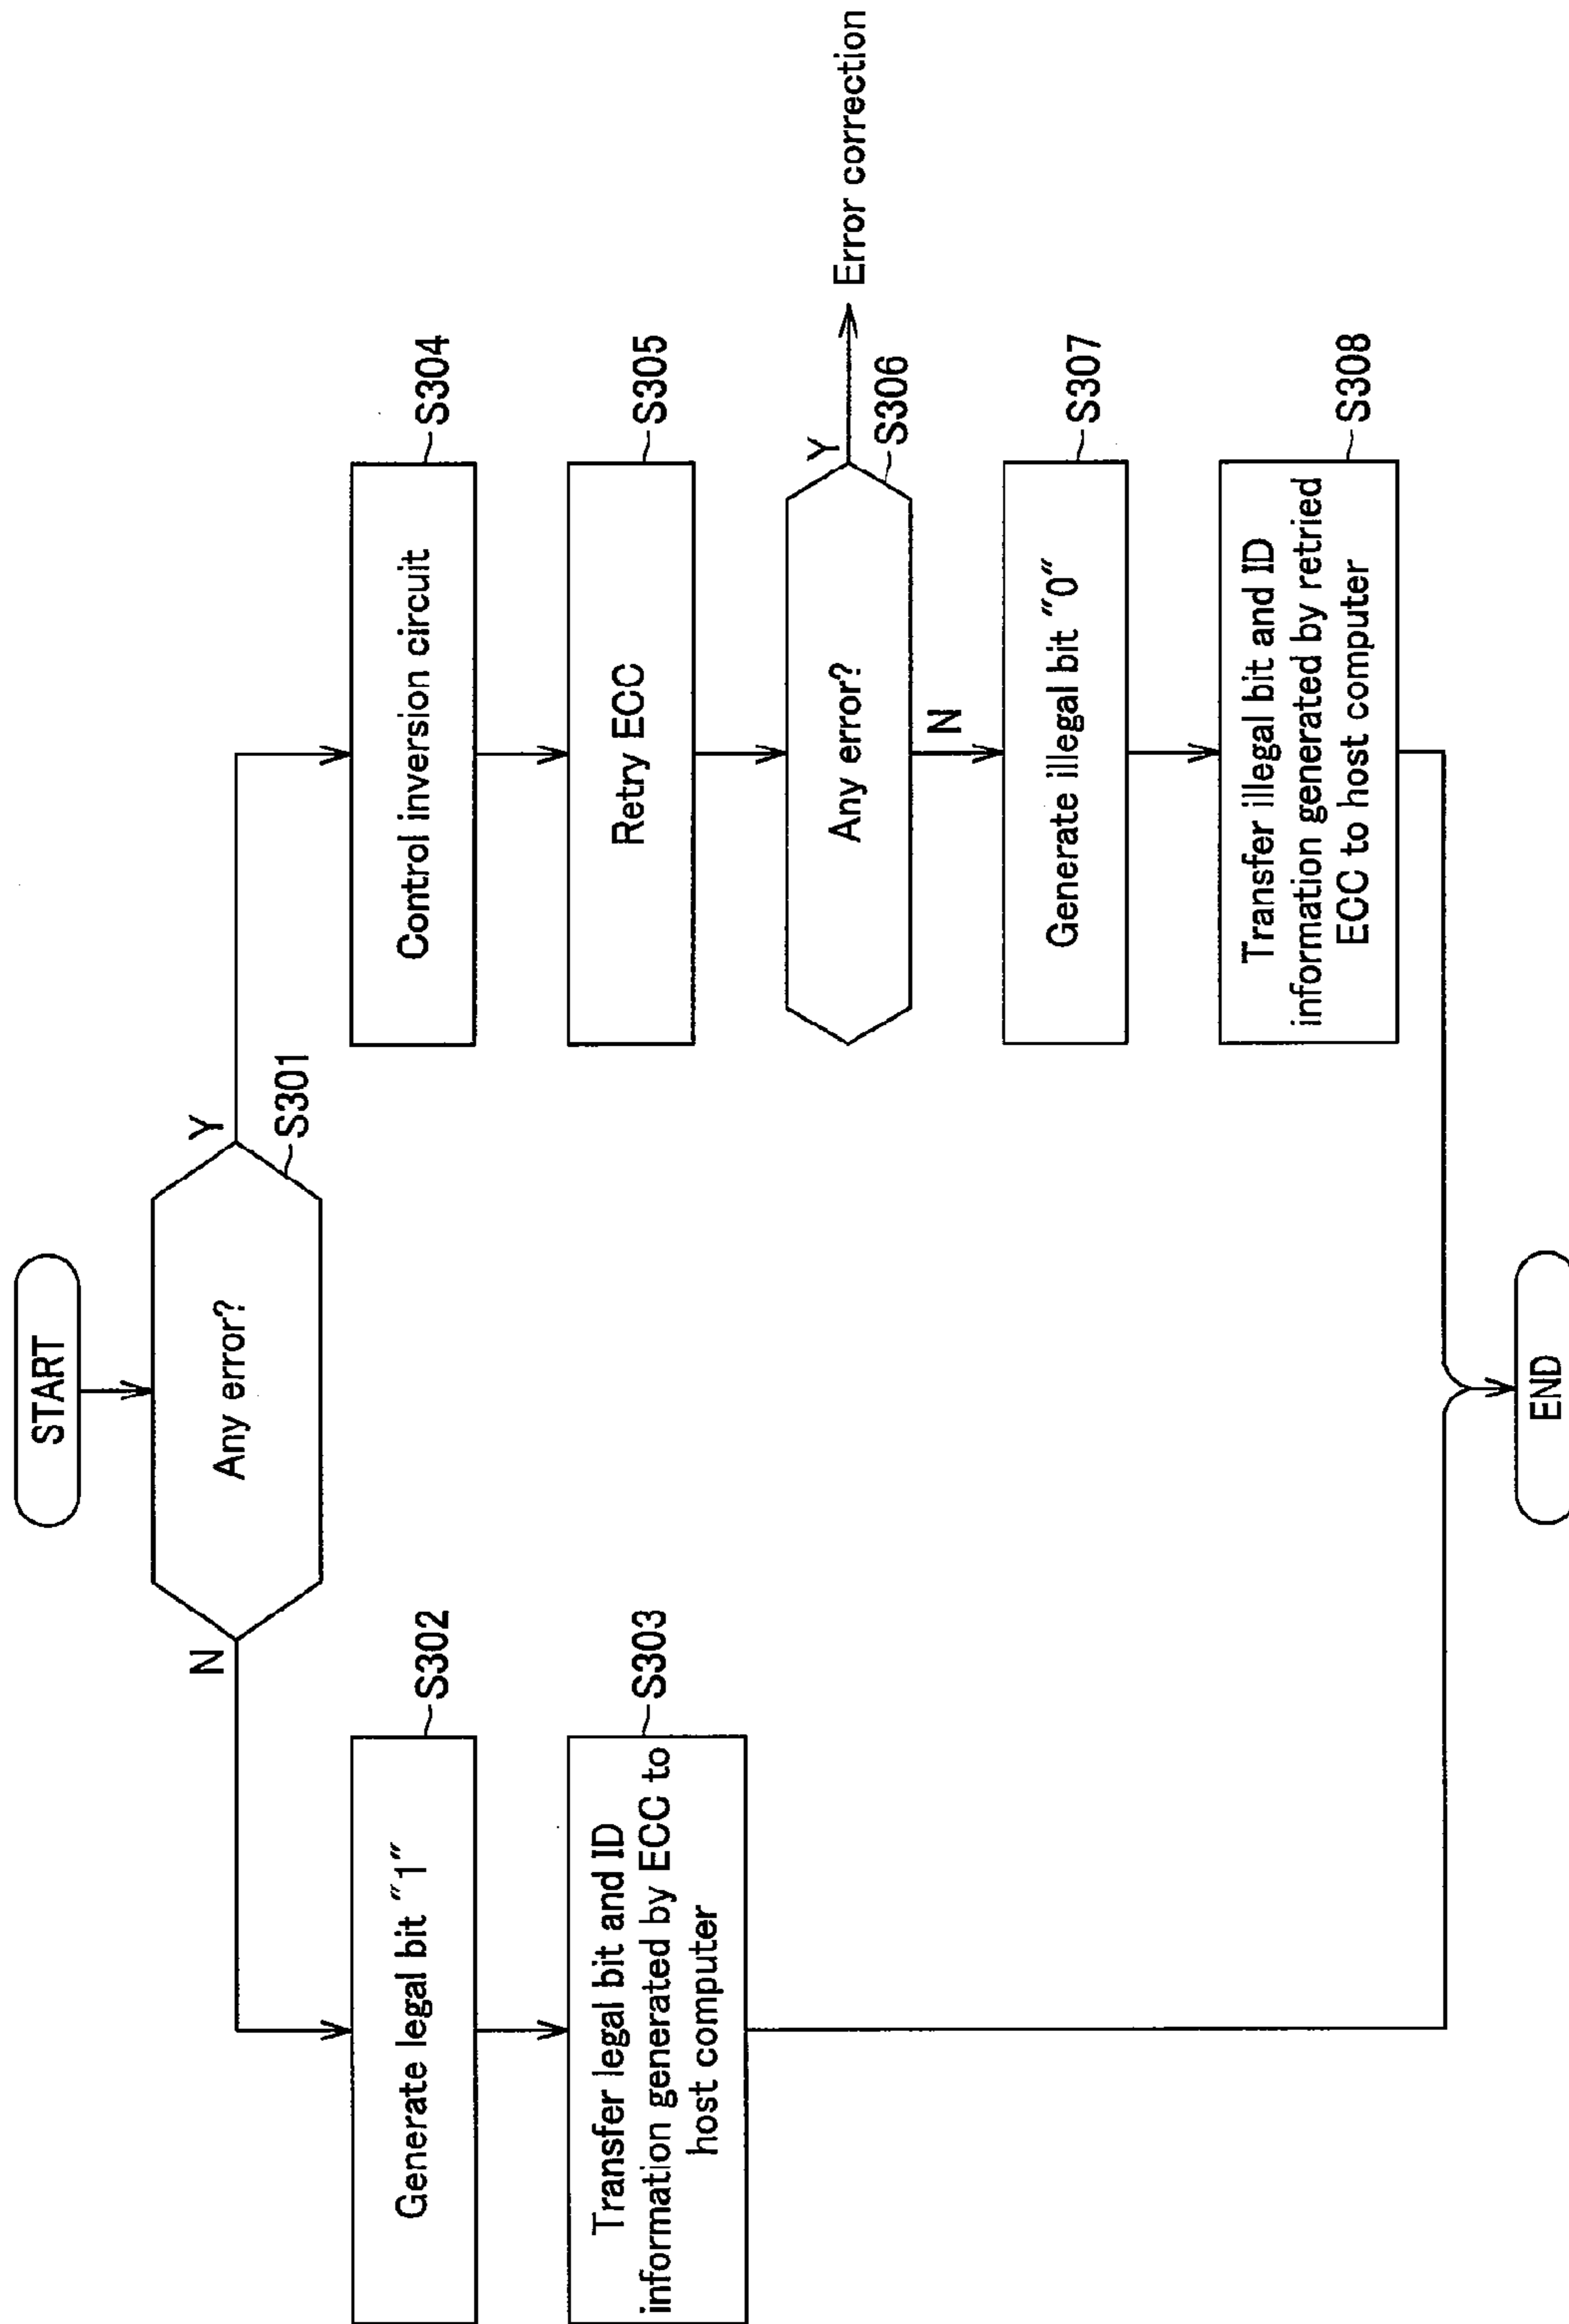 START
Any error?
S301
N
Y
Generate legal bit "1"
S302
Transfer legal bit and ID
information generated by ECC to
host computer
S303
Control inversion circuit
S304
Retry ECC
S305
Any error?
S306
Y
Error correction
N
Generate illegal bit "0"
S307
Transfer illegal bit and ID
information generated by retried
ECC to host computer
S308
END